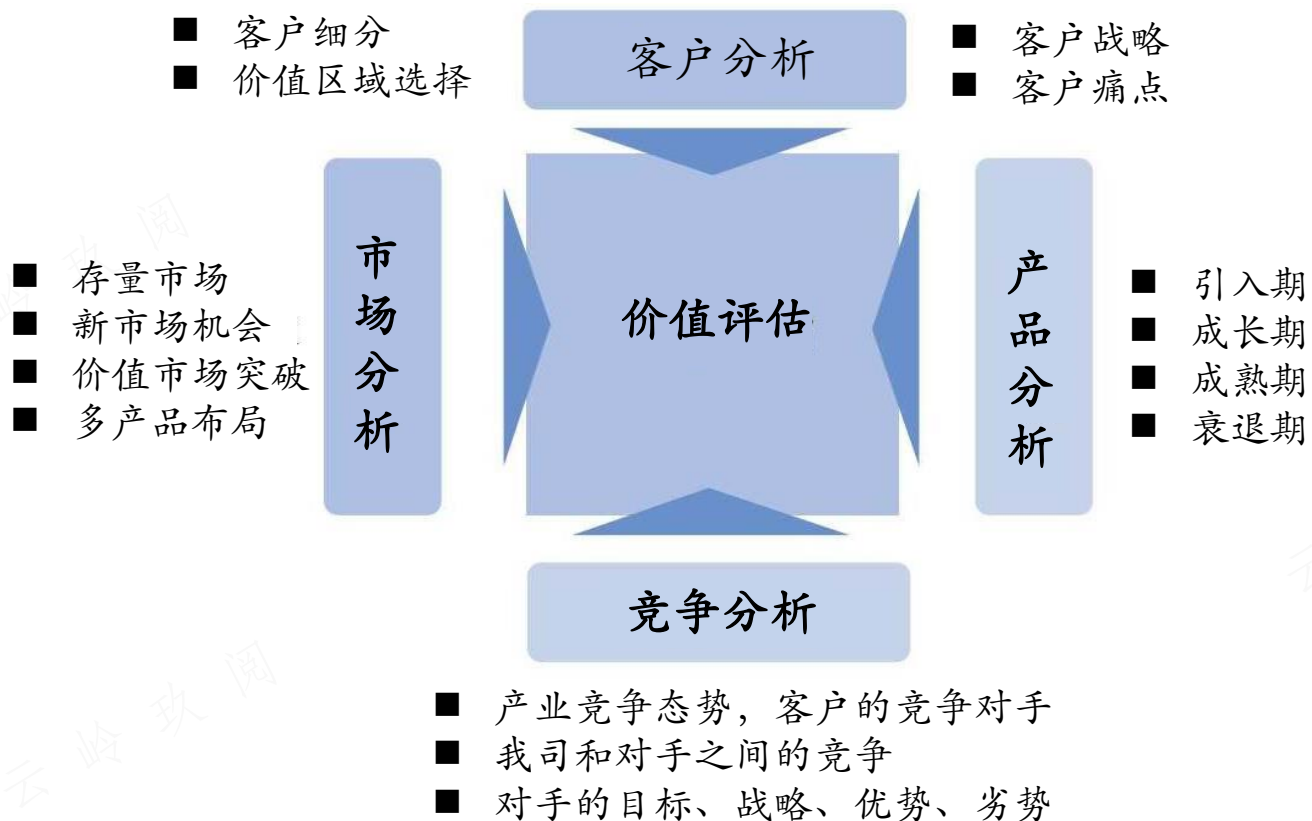 ■ 客户细分
■ 价值区域选择
客户分析
■ 客户战略
■ 客户痛点
■ 存量市场
■ 新市场机会
■ 价值市场突破
■ 多产品布局
市场分析
价值评估
产品分析
■ 引入期
■ 成长期
■ 成熟期
■ 衰退期
竞争分析
■ 产业竞争态势，客户的竞争对手
■ 我司和对手之间的竞争
■ 对手的目标、战略、优势、劣势
云岭玖阅